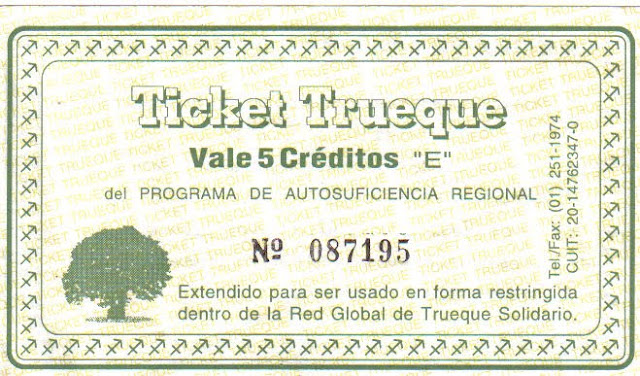 Ticket Trueque
Vale 5 Créditos "E"
del PROGRAMA DE AUTOSUFICIENCIA REGIONAL
Nº 087195
Extendido para ser usado en forma restringida
dentro de la Red Global de Trueque Solidario.
Tel./Fax: (01) 251-1974
CUIT: 20-14762347-0